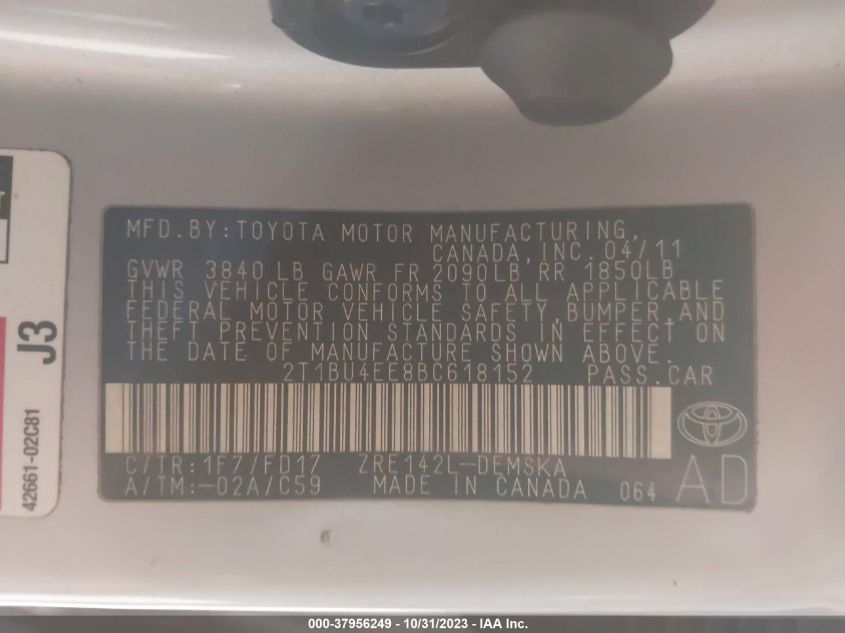 MFD.BY:TOYOTA MOTOR MANUFACTURING,
CANADA,INC. 04/11
GVWR 3840 LB GAWR FR 2090LB RR 1850LB
THIS VEHICLE CONFORMS TO ALL APPLICABLE
FEDERAL MOTOR VEHICLE SAFETY,BUMPER,AND
THEFT PREVENTION STANDARDS IN EFFECT ON
THE DATE OF MANUFACTURE SHOWN ABOVE.
2T1BU4EE8BC618152 PASS.CAR
C/TR:1F7/FD17 ZRE142L-DEMSKA
A/TM:-02A/C59 MADE IN CANADA 064 AD
J3
42661-02C81
000-37956249 - 10/31/2023 - IAA Inc.